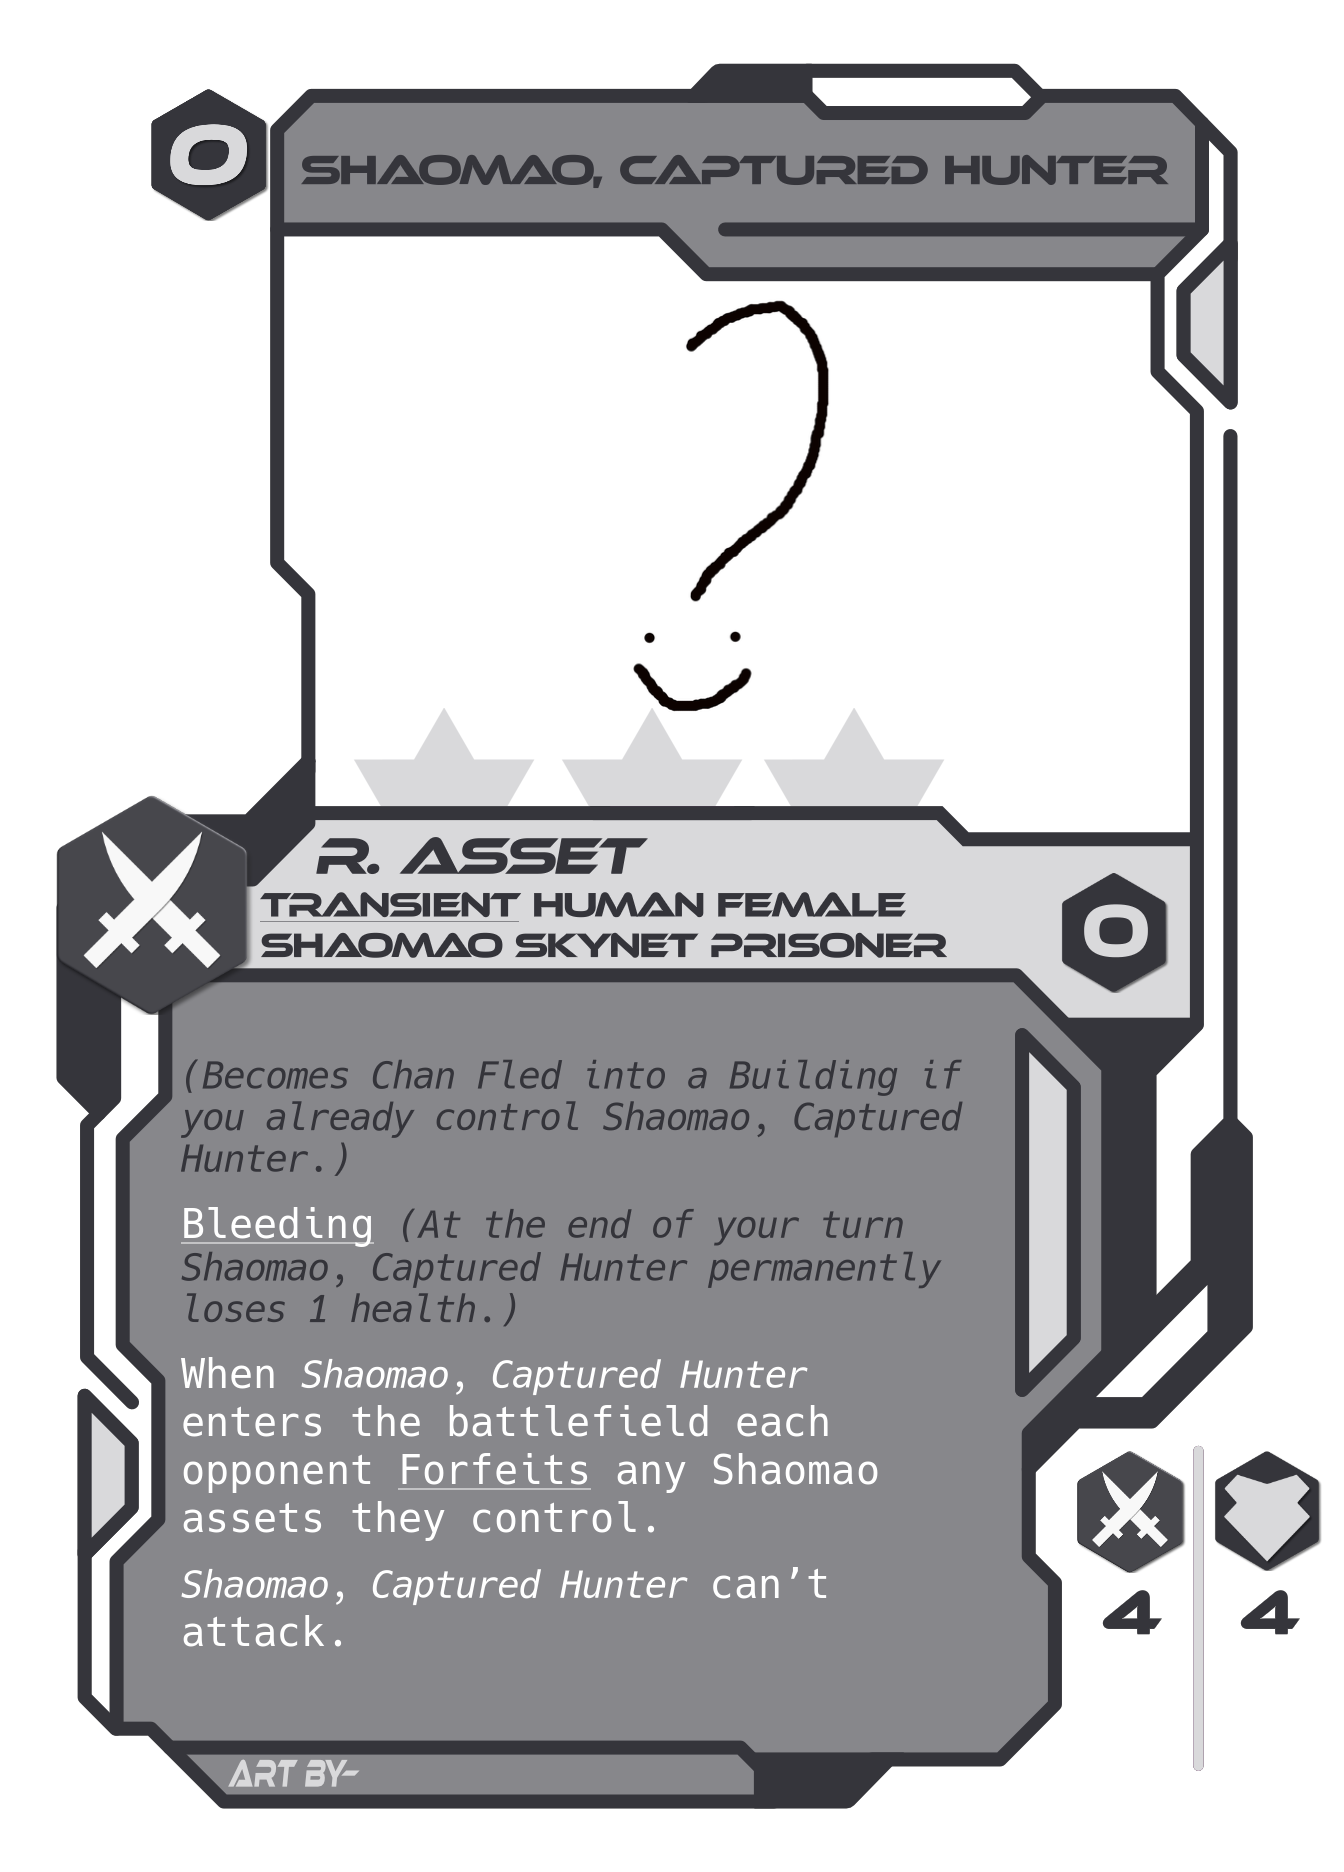 0
SHAOMAO, CAPTURED HUNTER
R. ASSET
TRANSIENT HUMAN FEMALE
SHAOMAO SKYNET PRISONER
0
(Becomes Chan Fled into a Building if
you already control Shaomao, Captured
Hunter.)
Bleeding (At the end of your turn
Shaomao, Captured Hunter permanently
loses 1 health.)
When Shaomao, Captured Hunter
enters the battlefield each
opponent Forfeits any Shaomao
assets they control.
Shaomao, Captured Hunter can’t
attack.
4
4
ART BY-